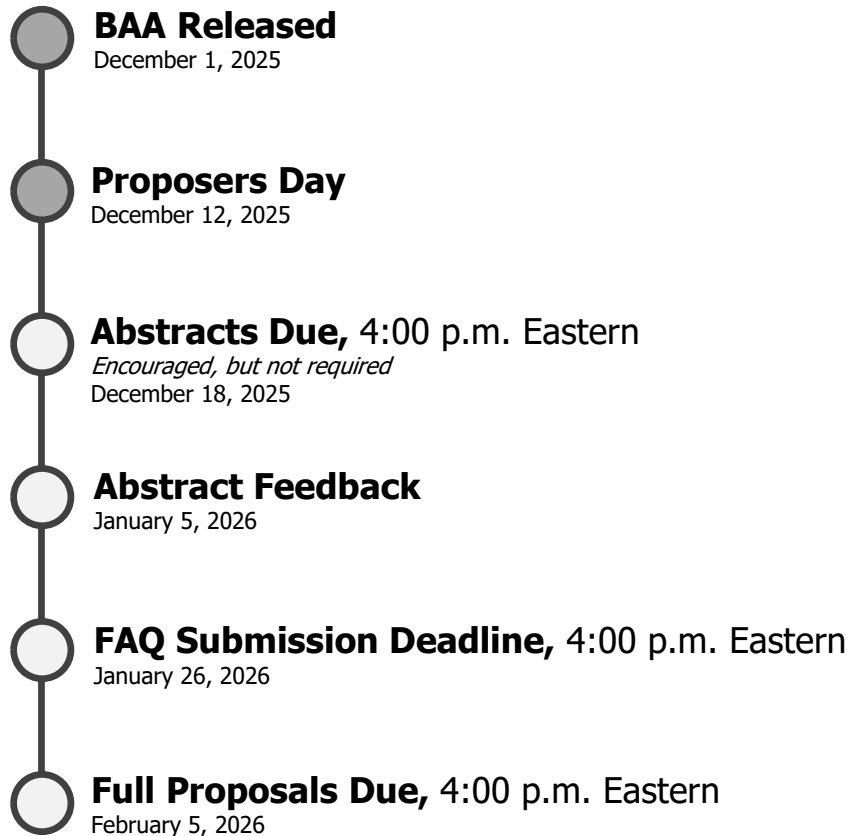 BAA Released
December 1, 2025
Proposers Day
December 12, 2025
Abstracts Due, 4:00 p.m. Eastern
Encouraged, but not required
December 18, 2025
Abstract Feedback
January 5, 2026
FAQ Submission Deadline, 4:00 p.m. Eastern
January 26, 2026
Full Proposals Due, 4:00 p.m. Eastern
February 5, 2026